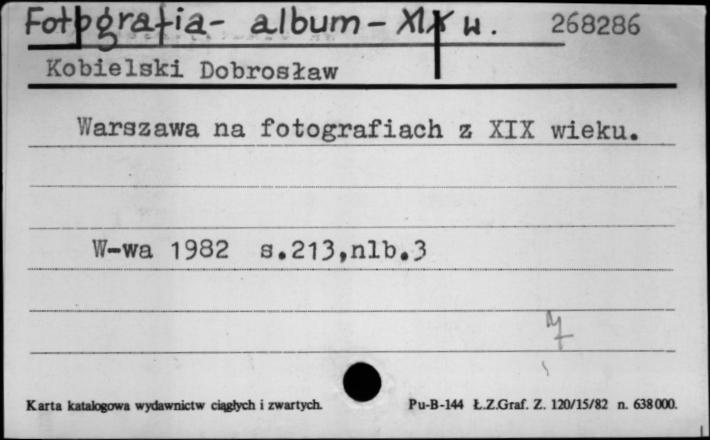 Fotografia - album - XIX w. 268286
Kobielski Dobrosław
Warszawa na fotografiach z XIX wieku.
W-wa 1982 s.213,nlb.3
Karta katalogowa wydawnictw ciągłych i zwartych.
Pu-B-144 Ł.Z.Graf. Z. 120/15/82 n. 638000.